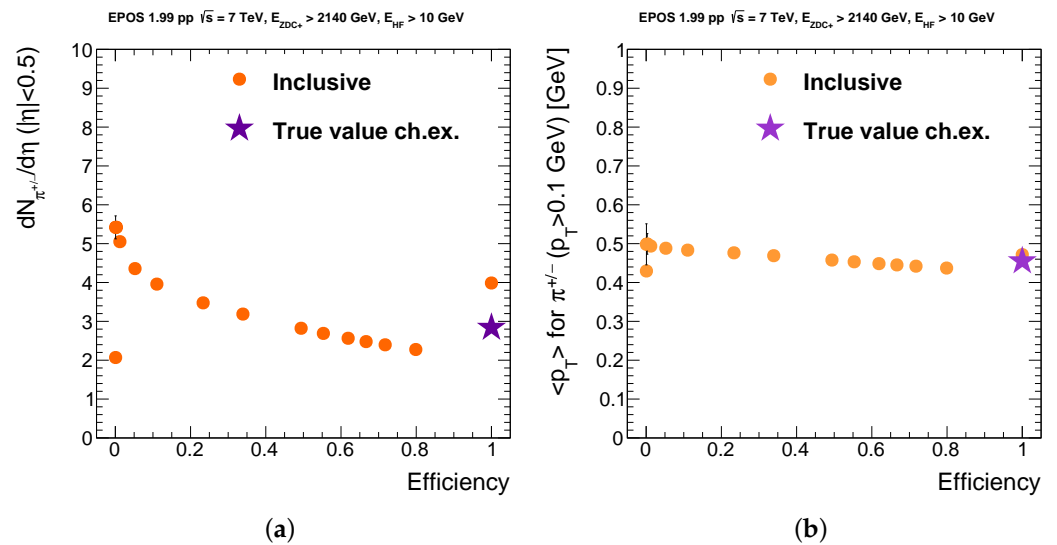 EPOS 1.99 pp √s = 7 TeV, E_ZDC+ > 2140 GeV, E_HF > 10 GeV
dN_π+/-/dη (|η|<0.5)
10
9
8
7
6
5
4
3
2
1
0
Inclusive
True value ch.ex.
0 0.2 0.4 0.6 0.8 1
Efficiency
(a)
EPOS 1.99 pp √s = 7 TeV, E_ZDC+ > 2140 GeV, E_HF > 10 GeV
<p_T> for π^+/- (p_T>0.1 GeV) [GeV]
1
0.9
0.8
0.7
0.6
0.5
0.4
0.3
0.2
0.1
0
Inclusive
True value ch.ex.
0 0.2 0.4 0.6 0.8 1
Efficiency
(b)